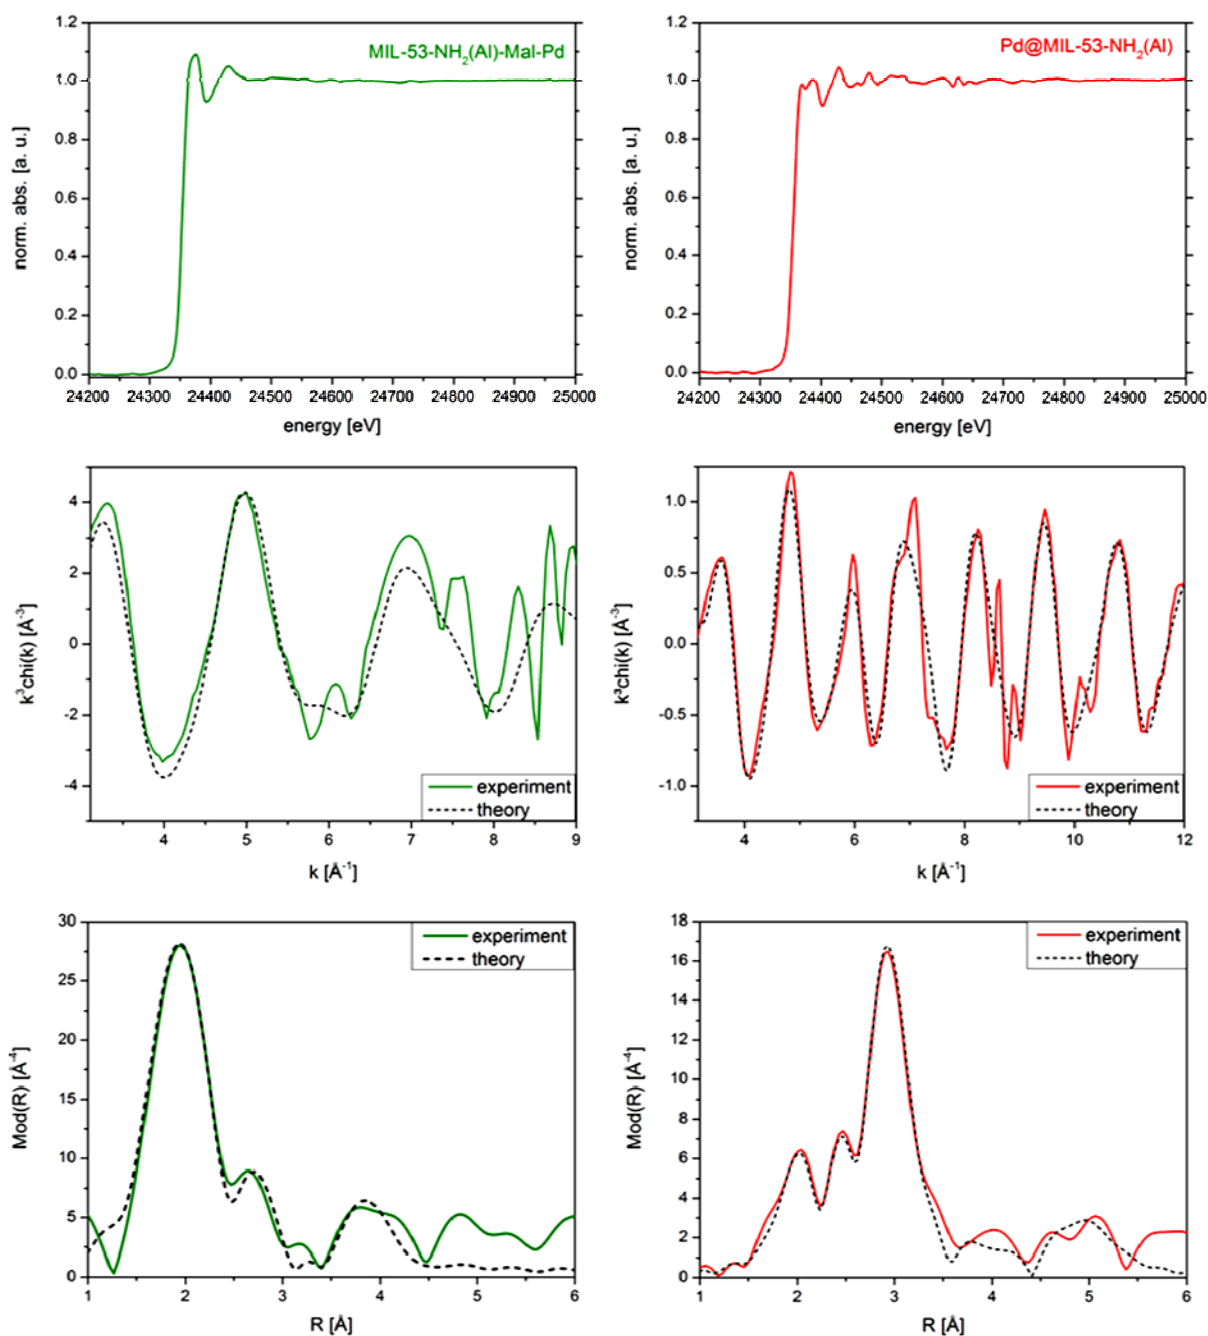 1.2
1.0
0.8
0.6
0.4
0.2
0.0
norm. abs. [a. u.]
MIL-53-NH2(Al)-Mal-Pd
24200 24300 24400 24500 24600 24700 24800 24900 25000
energy [eV]
1.2
1.0
0.8
0.6
0.4
0.2
0.0
norm. abs. [a. u.]
Pd@MIL-53-NH2(Al)
24200 24300 24400 24500 24600 24700 24800 24900 25000
energy [eV]
4
2
0
-2
-4
k³chi(k) [Å⁻³]
experiment
theory
4 5 6 7 8 9
k [Å⁻¹]
1.0
0.5
0.0
-0.5
-1.0
k³chi(k) [Å⁻³]
experiment
theory
4 6 8 10 12
k [Å⁻¹]
30
25
20
15
10
5
0
Mod(R) [Å⁻⁴]
experiment
theory
1 2 3 4 5 6
R [Å]
18
16
14
12
10
8
6
4
2
0
Mod(R) [Å⁻⁴]
experiment
theory
1 2 3 4 5 6
R [Å]